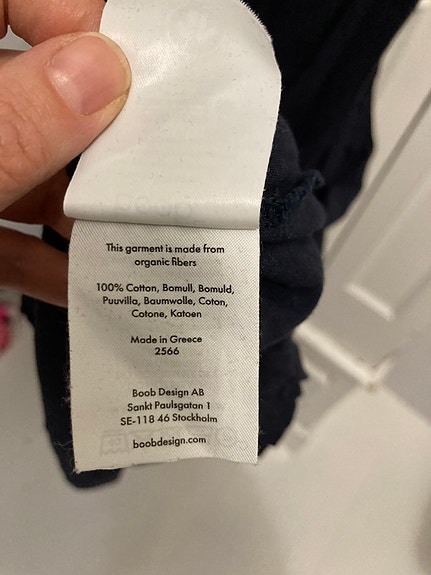 This garment is made from
organic fibers
100% Cotton, Bomull, Bomuld,
Puuvilla, Baumwolle, Coton,
Cotone, Katoen
Made in Greece
2566
Boob Design AB
Sankt Paulsgatan 1
SE-118 46 Stockholm
boobdesign.com